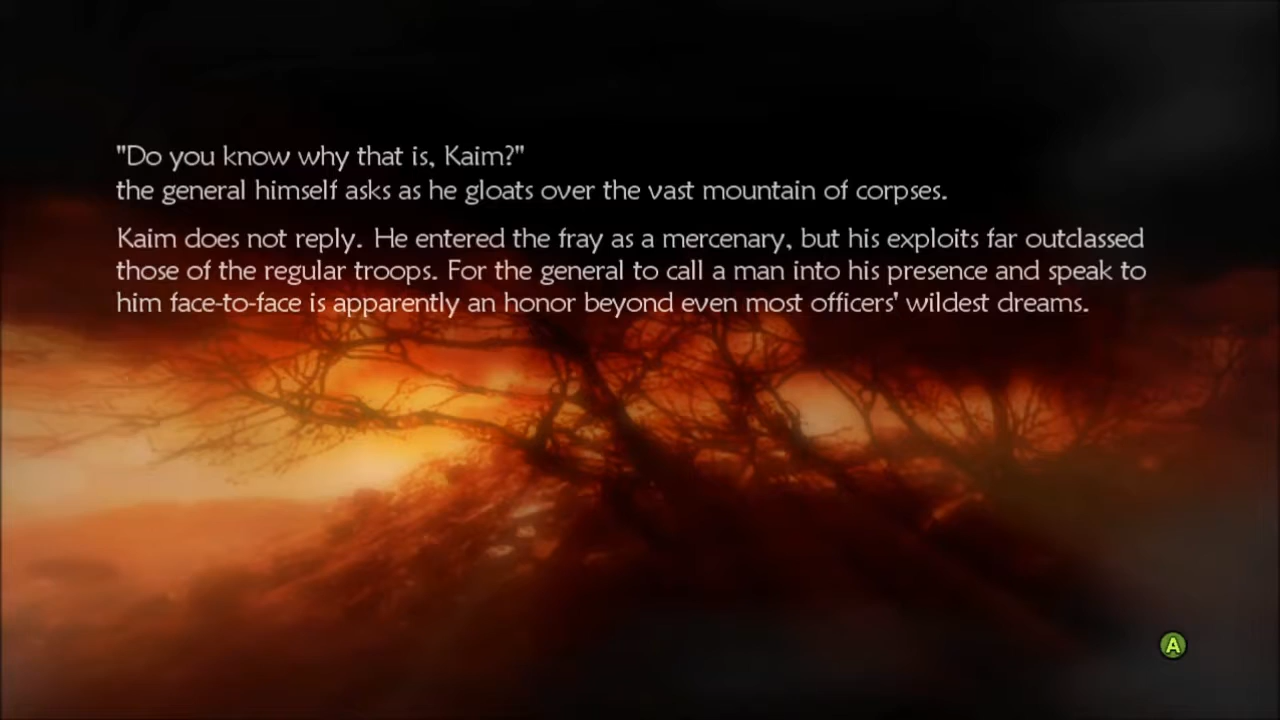 "Do you know why that is, Kaim?"
the general himself asks as he gloats over the vast mountain of corpses.
Kaim does not reply. He entered the fray as a mercenary, but his exploits far outclassed
those of the regular troops. For the general to call a man into his presence and speak to
him face-to-face is apparently an honor beyond even most officers' wildest dreams.
A